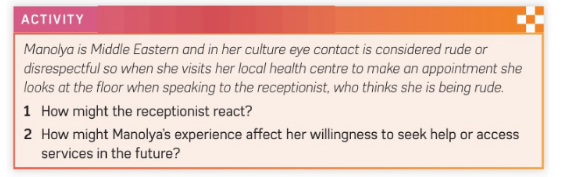 ACTIVITY
Manolya is Middle Eastern and in her culture eye contact is considered rude or
disrespectful so when she visits her local health centre to make an appointment she
looks at the floor when speaking to the receptionist, who thinks she is being rude.
1 How might the receptionist react?
2 How might Manolya's experience affect her willingness to seek help or access
services in the future?